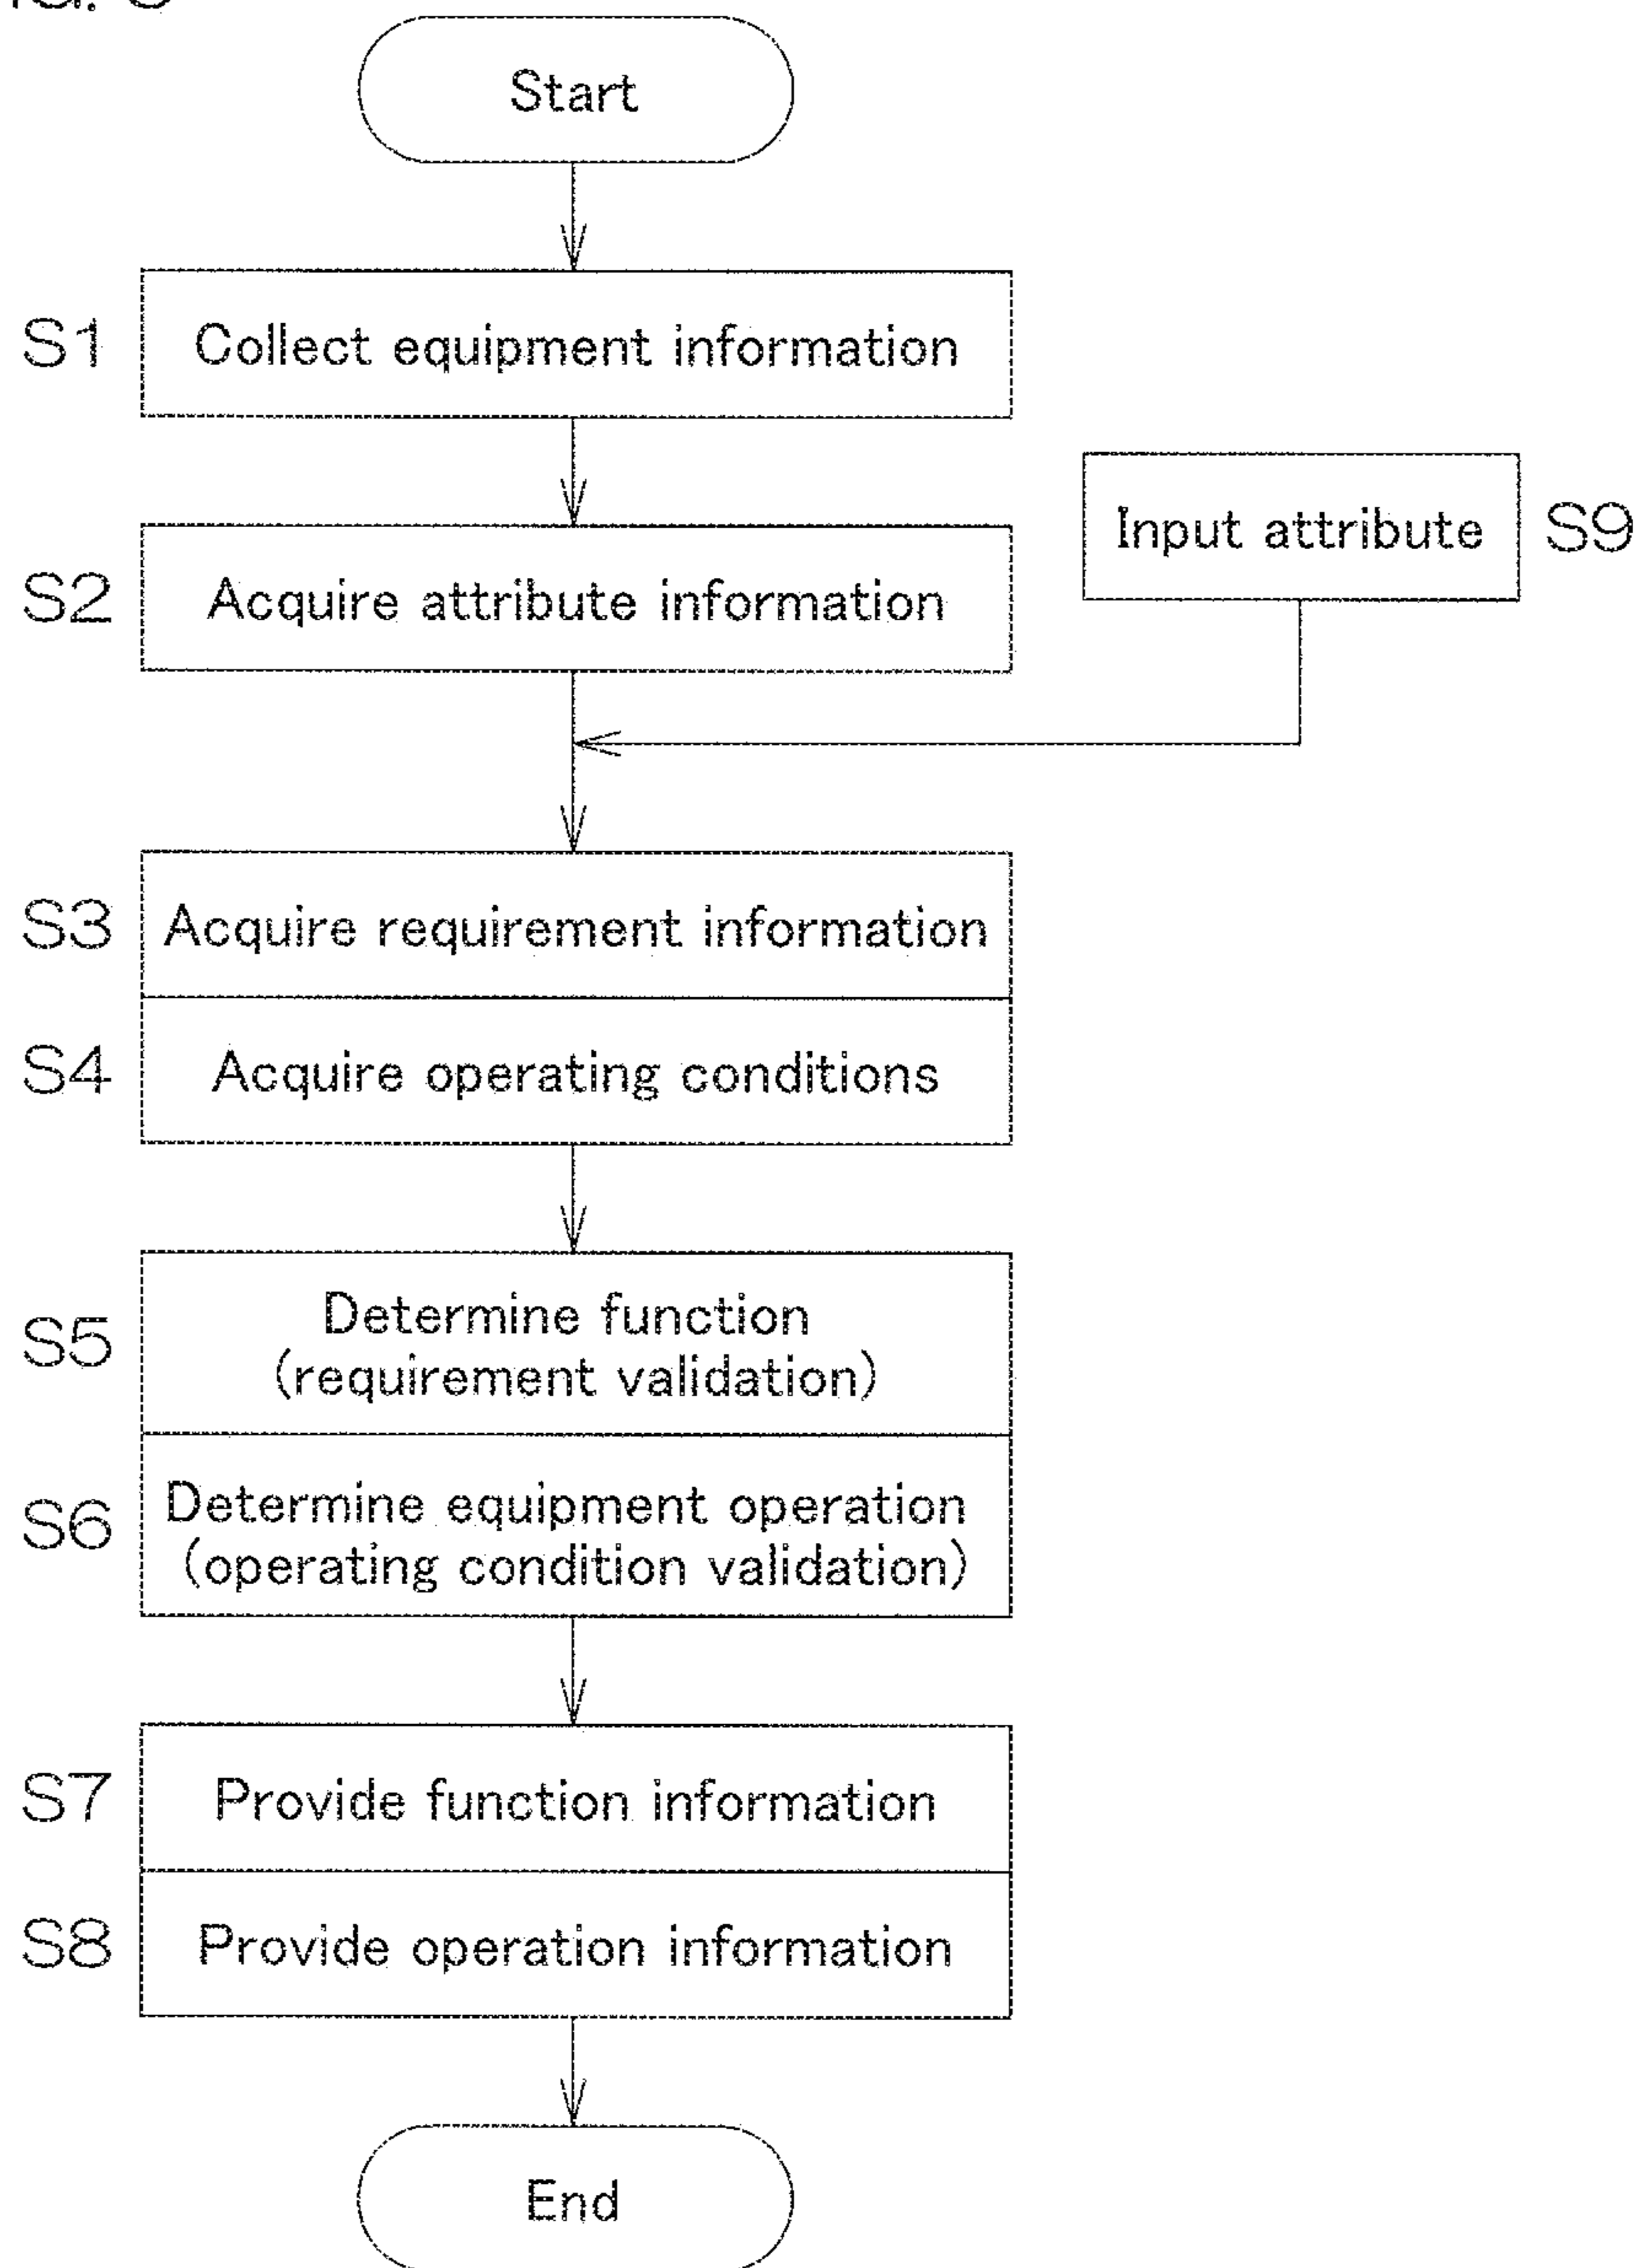 Start
S1 Collect equipment information
Input attribute S9
S2 Acquire attribute information
S3 Acquire requirement information
S4 Acquire operating conditions
S5 Determine function
(requirement validation)
S6 Determine equipment operation
(operating condition validation)
S7 Provide function information
S8 Provide operation information
End